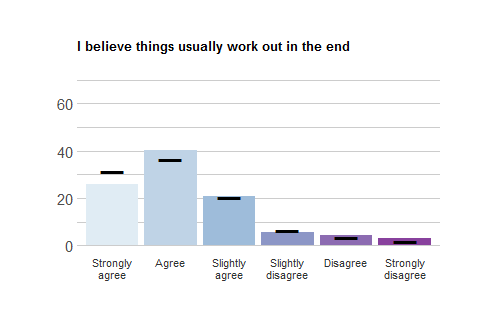 I believe things usually work out in the end
60
40
20
0
Strongly
agree
Agree
Slightly
agree
Slightly
disagree
Disagree
Strongly
disagree